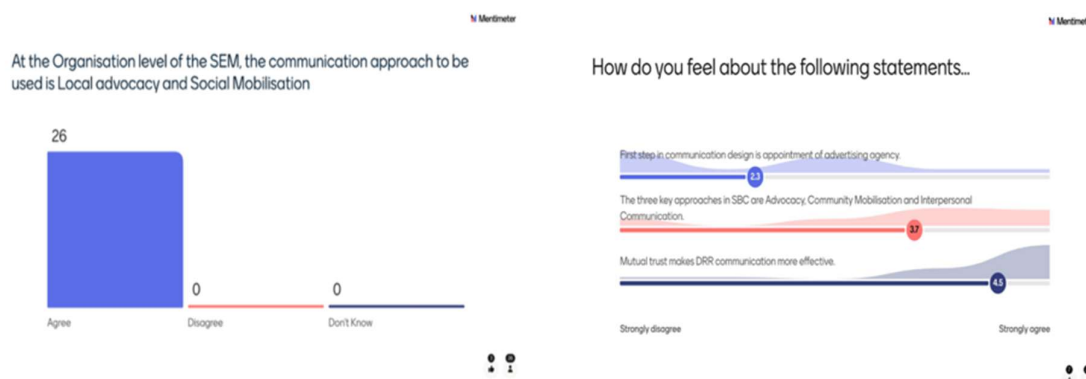 Mentimeter
At the Organisation level of the SEM, the communication approach to be
used is Local advocacy and Social Mobilisation
26
0
0
Agree
Disagree
Don't Know
Mentimeter
How do you feel about the following statements...
First step in communication design is appointment of advertising agency.
2.3
The three key approaches in SBC are Advocacy, Community Mobilisation and Interpersonal
Communication.
3.7
Mutual trust makes DRR communication more effective.
4.5
Strongly disagree
Strongly agree